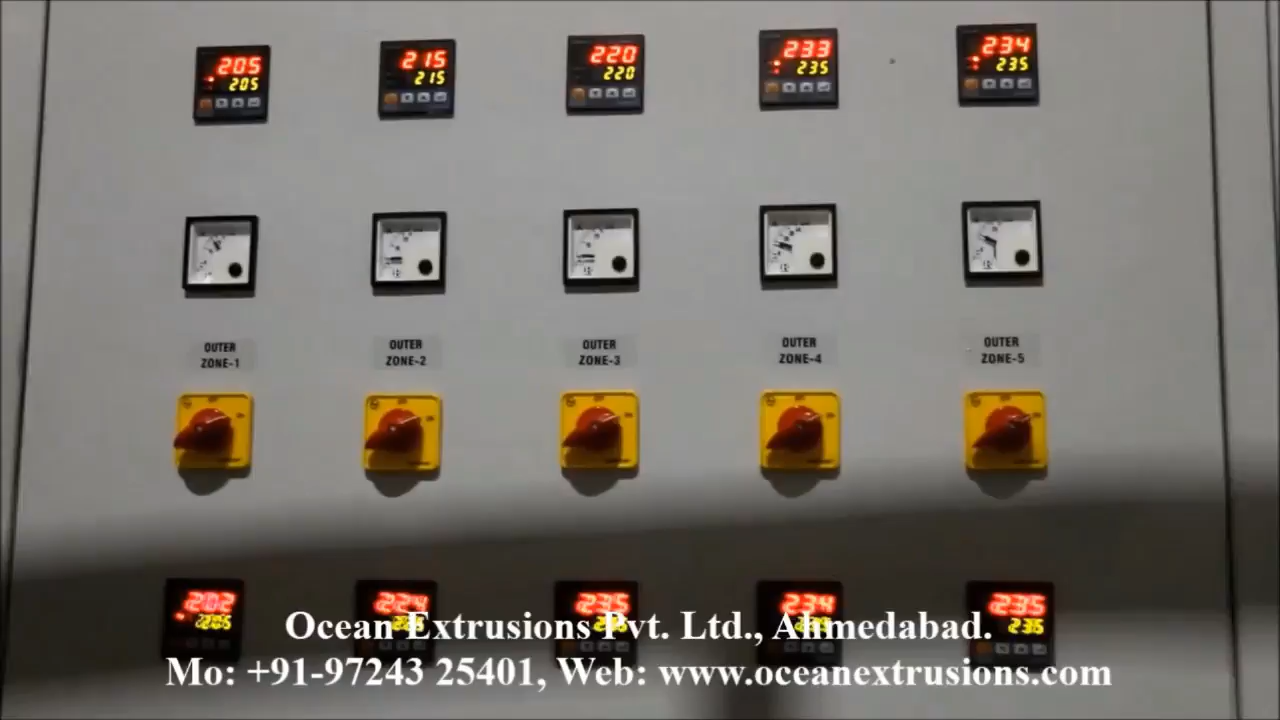 205 215 220 233 234
205 215 220 235 235
OUTER OUTER OUTER OUTER OUTER
ZONE-1 ZONE-2 ZONE-3 ZONE-4 ZONE-5
202 224 235 234 235
205 235
Ocean Extrusions Pvt. Ltd., Ahmedabad.
Mo: +91-97243 25401, Web: www.oceanextrusions.com